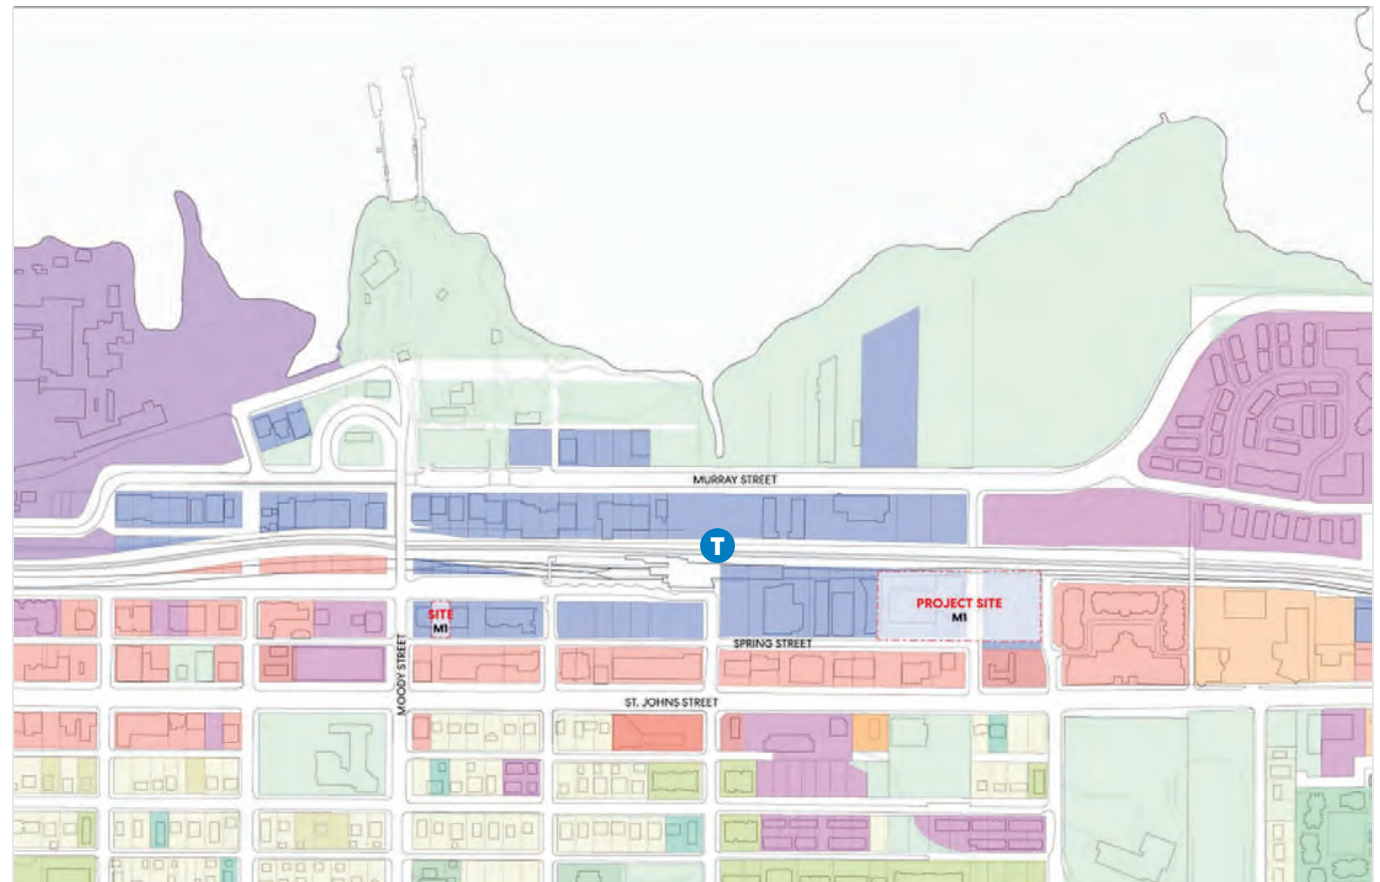 MURRAY STREET
T
PROJECT SITE
M1
SITE
M1
SPRING STREET
MOODY STREET
ST. JOHNS STREET